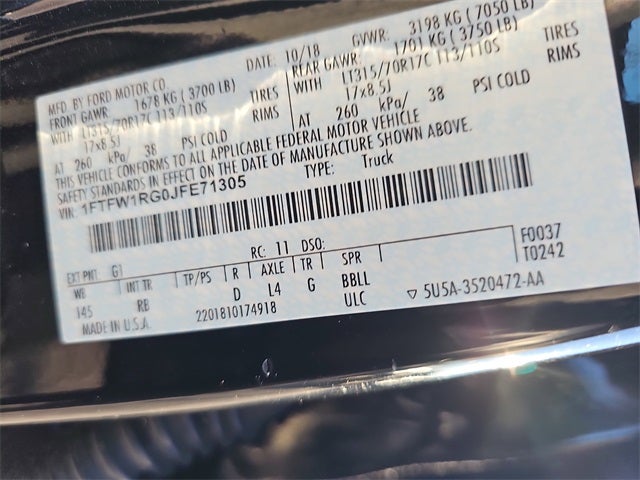 MFD. BY FORD MOTOR CO.
DATE: 10/18
GVWR: 3198 KG ( 7050 LB)
FRONT GAWR: 1678 KG ( 3700 LB)
REAR GAWR: 1701 KG ( 3750 LB)
WITH LT315/70R17C 113/110S TIRES
WITH LT315/70R17C 113/110S TIRES
17x8.5J RIMS
17x8.5J RIMS
AT 260 kPa/ 38 PSI COLD
AT 260 kPa/ 38 PSI COLD
THIS VEHICLE CONFORMS TO ALL APPLICABLE FEDERAL MOTOR VEHICLE
SAFETY STANDARDS IN EFFECT ON THE DATE OF MANUFACTURE SHOWN ABOVE.
VIN: 1FTFW1RG0JFE71305
TYPE: Truck
F0037
T0242
EXT PNT: G1
RC: 11 DSO:
WB INT TR TP/PS R AXLE TR SPR
145 RB D L4 G BBLL
MADE IN U.S.A. 2201810174918 ULC
▽ 5U5A-3520472-AA